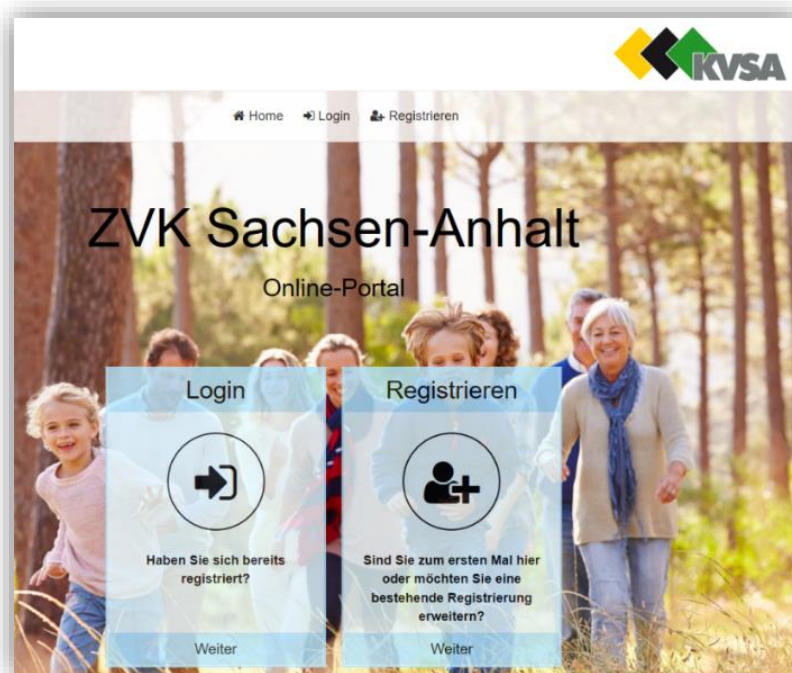 KVSA
Home Login Registrieren
ZVK Sachsen-Anhalt
Online-Portal
Login
Haben Sie sich bereits
registriert?
Weiter
Registrieren
Sind Sie zum ersten Mal hier
oder möchten Sie eine
bestehende Registrierung
erweitern?
Weiter